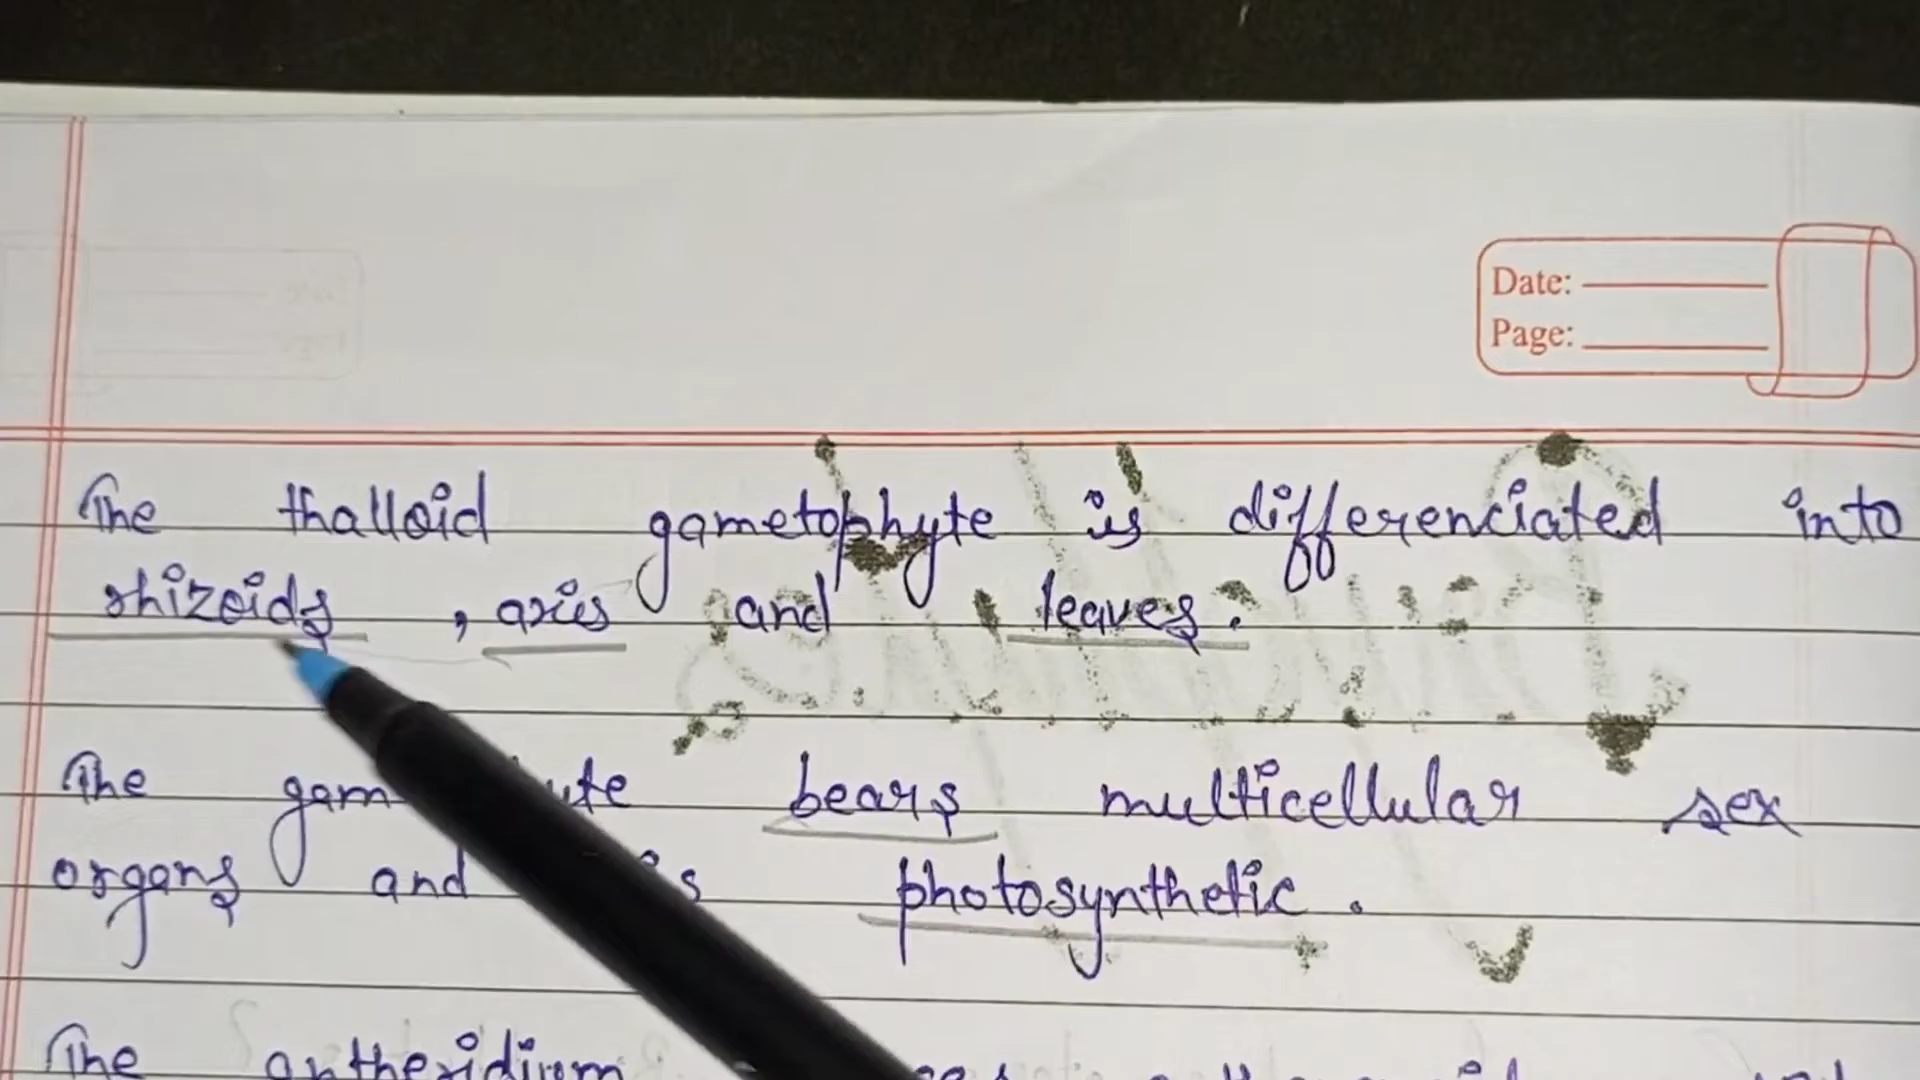 Date:
Page:
The thalloid gametophyte is differenciated into
rhizoids , axis and leaves.
The bears multicellular sex
organs and is photosynthetic.
The antheridium